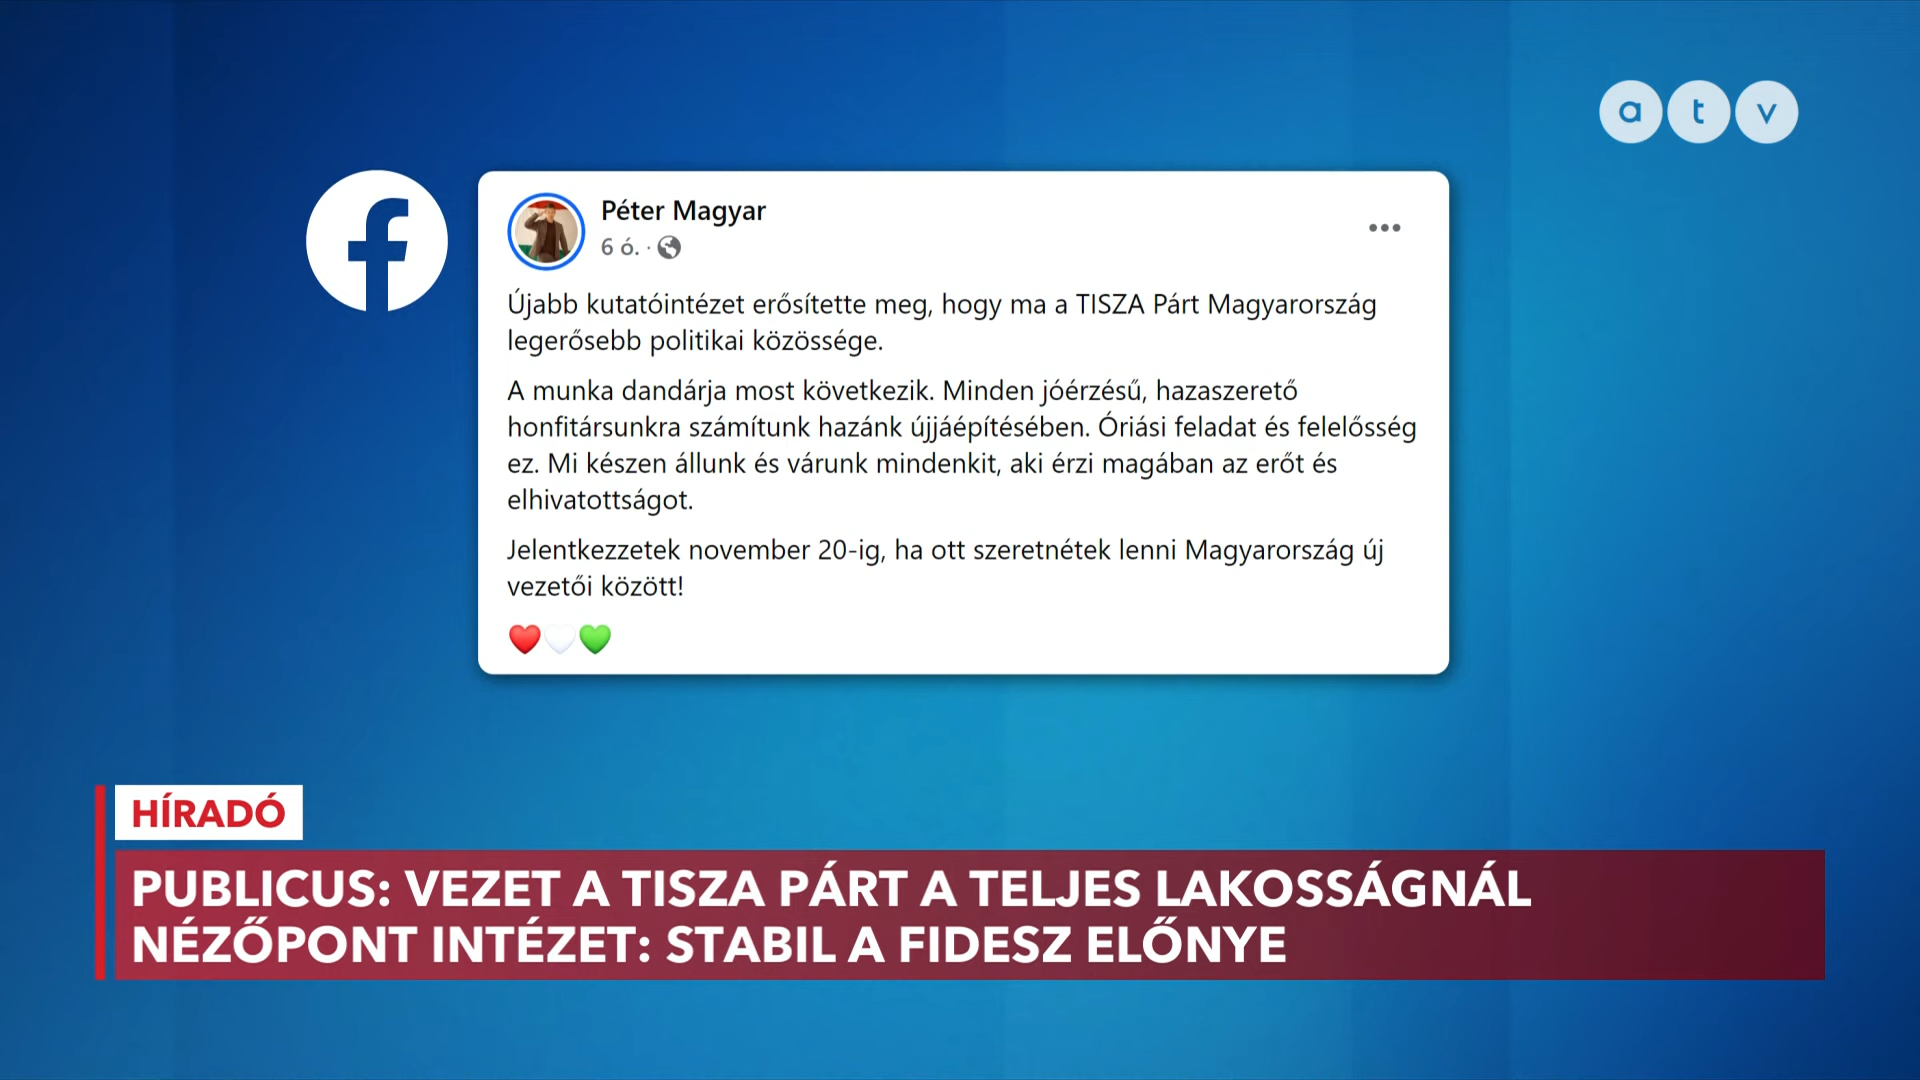 atv
Péter Magyar
6 ó. ·
Újabb kutatóintézet erősítette meg, hogy ma a TISZA Párt Magyarország
legerősebb politikai közössége.
A munka dandárja most következik. Minden jóérzésű, hazaszerető
honfitársunkra számítunk hazánk újjáépítésében. Óriási feladat és felelősség
ez. Mi készen állunk és várunk mindenkit, aki érzi magában az erőt és
elhivatottságot.
Jelentkezzetek november 20-ig, ha ott szeretnétek lenni Magyarország új
vezetői között!
HÍRADÓ
PUBLICUS: VEZET A TISZA PÁRT A TELJES LAKOSSÁGNÁL
NÉZŐPONT INTÉZET: STABIL A FIDESZ ELŐNYE